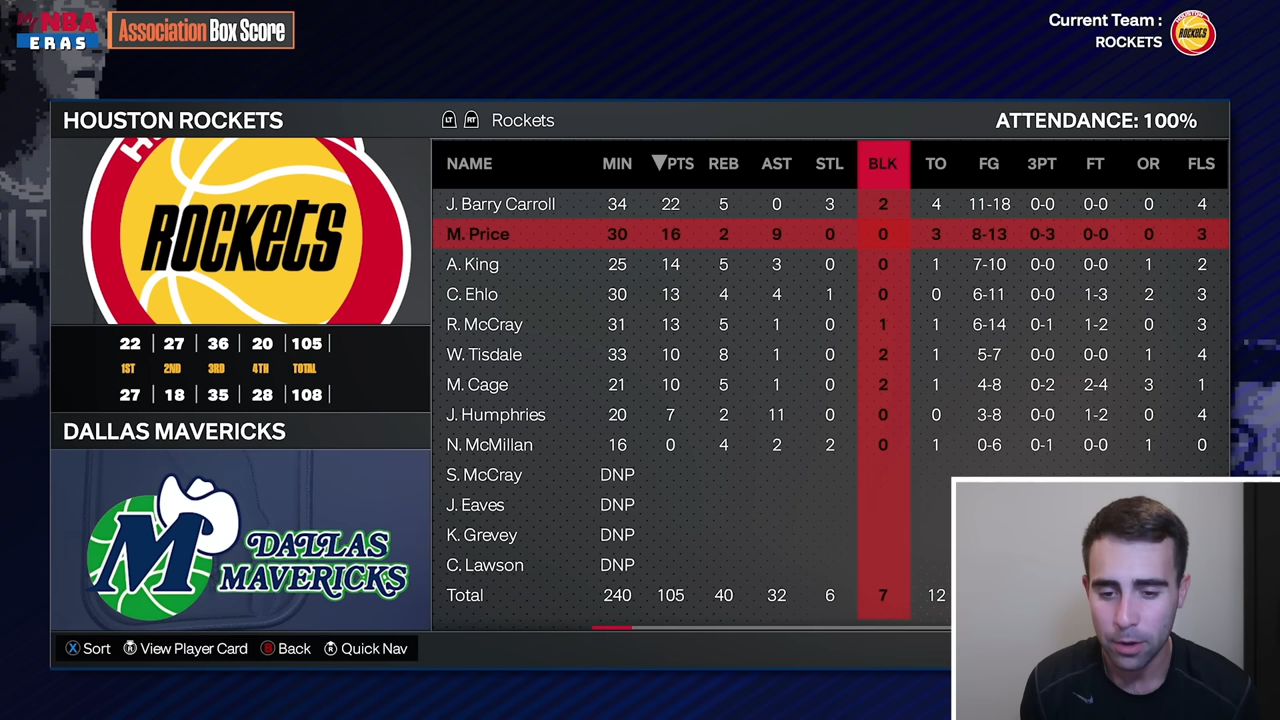 My NBA ERAS
Association Box Score
Current Team :
ROCKETS
ROCKETS
HOUSTON ROCKETS
LT RT Rockets
ATTENDANCE: 100%
ROCKETS
22 27 36 20 105
1ST 2ND 3RD 4TH TOTAL
27 18 35 28 108
DALLAS MAVERICKS
M DALLAS MAVERICKS
NAME MIN PTS REB AST STL BLK TO FG 3PT FT OR FLS
J. Barry Carroll 34 22 5 0 3 2 4 11-18 0-0 0-0 0 4
M. Price 30 16 2 9 0 0 3 8-13 0-3 0-0 0 3
A. King 25 14 5 3 0 0 1 7-10 0-0 0-0 1 2
C. Ehlo 30 13 4 4 1 0 0 6-11 0-0 1-3 2 3
R. McCray 31 13 5 1 0 1 1 6-14 0-1 1-2 0 3
W. Tisdale 33 10 8 1 0 2 1 5-7 0-0 0-0 1 4
M. Cage 21 10 5 1 0 2 1 4-8 0-2 2-4 3 1
J. Humphries 20 7 2 11 0 0 0 3-8 0-0 1-2 0 4
N. McMillan 16 0 4 2 2 0 1 0-6 0-1 0-0 1 0
S. McCray DNP
J. Eaves DNP
K. Grevey DNP
C. Lawson DNP
Total 240 105 40 32 6 7 12
X Sort R View Player Card B Back R Quick Nav